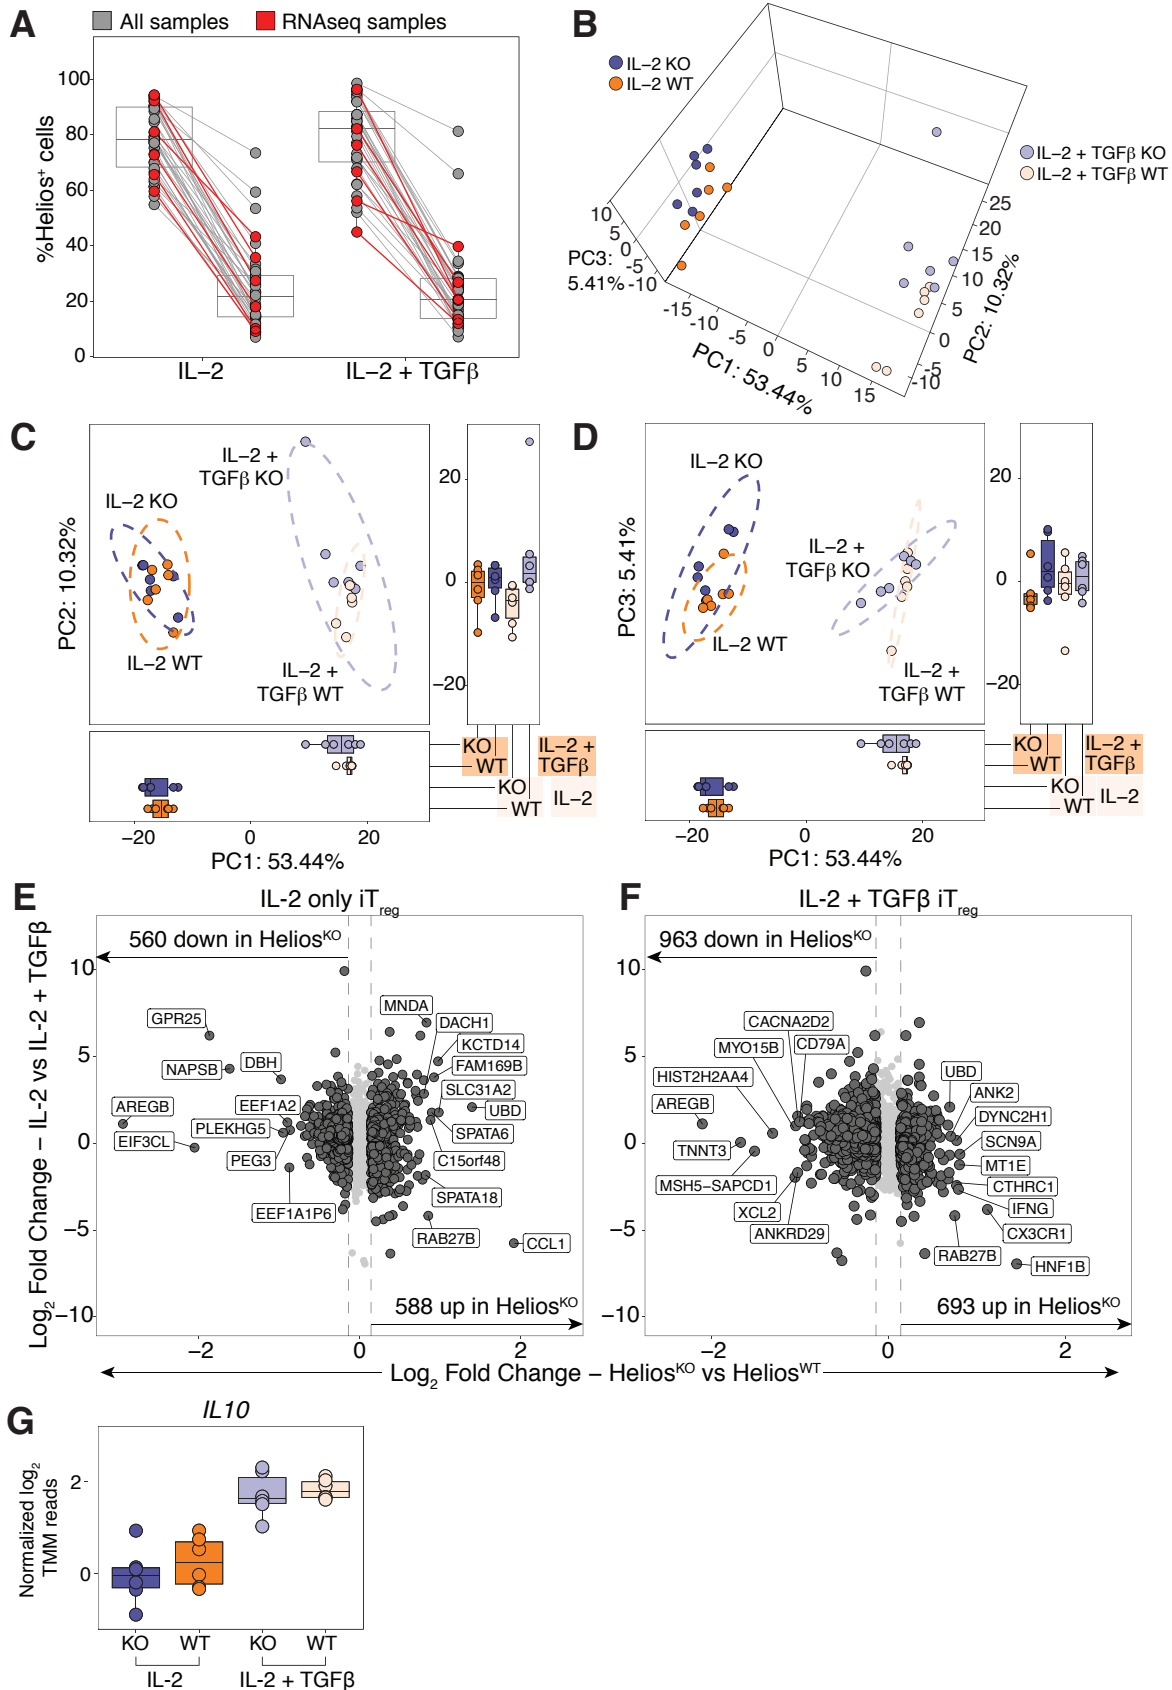 A
All samples
RNAseq samples
%Helios+ cells
100
80
60
40
20
0
IL−2
IL−2 + TGFβ
B
IL−2 KO
IL−2 WT
IL−2 + TGFβ KO
IL−2 + TGFβ WT
10
5
0
-5
-10
PC3:
5.41%
-15
-10
-5
0
5
10
15
PC1: 53.44%
25
20
15
10
5
0
-5
-10
PC2: 10.32%
C
PC2: 10.32%
IL−2 +
TGFβ KO
IL−2 KO
IL−2 WT
IL−2 +
TGFβ WT
20
0
−20
KO
WT
IL−2 +
TGFβ
KO
WT
IL−2
−20
0
20
PC1: 53.44%
D
PC3: 5.41%
IL−2 KO
IL−2 +
TGFβ KO
IL−2 WT
IL−2 +
TGFβ WT
20
0
−20
KO
WT
IL−2 +
TGFβ
KO
WT
IL−2
−20
0
20
PC1: 53.44%
E
IL-2 only iTreg
560 down in HeliosKO
Log2 Fold Change − IL-2 vs IL-2 + TGFβ
10
5
0
−5
−10
GPR25
NAPSB
DBH
AREGB
EEF1A2
PLEKHG5
EIF3CL
PEG3
EEF1A1P6
MNDA
DACH1
KCTD14
FAM169B
SLC31A2
UBD
SPATA6
C15orf48
SPATA18
RAB27B
CCL1
588 up in HeliosKO
−2
0
2
F
IL-2 + TGFβ iTreg
963 down in HeliosKO
10
5
0
−5
−10
CACNA2D2
MYO15B
CD79A
HIST2H2AA4
AREGB
TNNT3
MSH5−SAPCD1
XCL2
ANKRD29
UBD
ANK2
DYNC2H1
SCN9A
MT1E
CTHRC1
IFNG
CX3CR1
RAB27B
HNF1B
693 up in HeliosKO
−2
0
2
Log2 Fold Change − HeliosKO vs HeliosWT
G
IL10
Normalized log2
TMM reads
2
0
KO
WT
KO
WT
IL-2
IL-2 + TGFβ